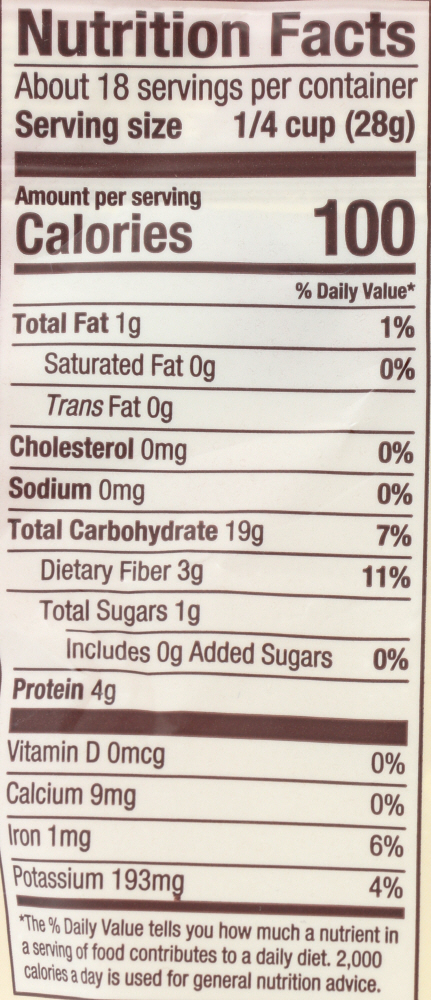 Nutrition Facts
About 18 servings per container
Serving size 1/4 cup (28g)
Amount per serving
Calories 100
% Daily Value*
Total Fat 1g 1%
Saturated Fat 0g 0%
Trans Fat 0g
Cholesterol 0mg 0%
Sodium 0mg 0%
Total Carbohydrate 19g 7%
Dietary Fiber 3g 11%
Total Sugars 1g
Includes 0g Added Sugars 0%
Protein 4g
Vitamin D 0mcg 0%
Calcium 9mg 0%
Iron 1mg 6%
Potassium 193mg 4%
*The % Daily Value tells you how much a nutrient in
a serving of food contributes to a daily diet. 2,000
calories a day is used for general nutrition advice.